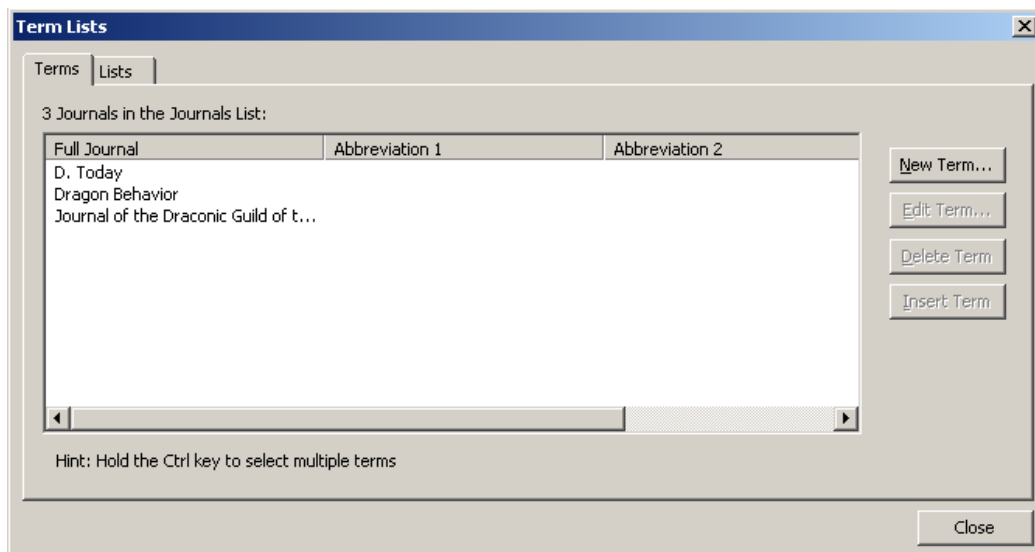 Term Lists
Terms Lists
3 Journals in the Journals List:
Full Journal Abbreviation 1 Abbreviation 2
D. Today
Dragon Behavior
Journal of the Draconic Guild of t...
New Term...
Edit Term...
Delete Term
Insert Term
Hint: Hold the Ctrl key to select multiple terms
Close